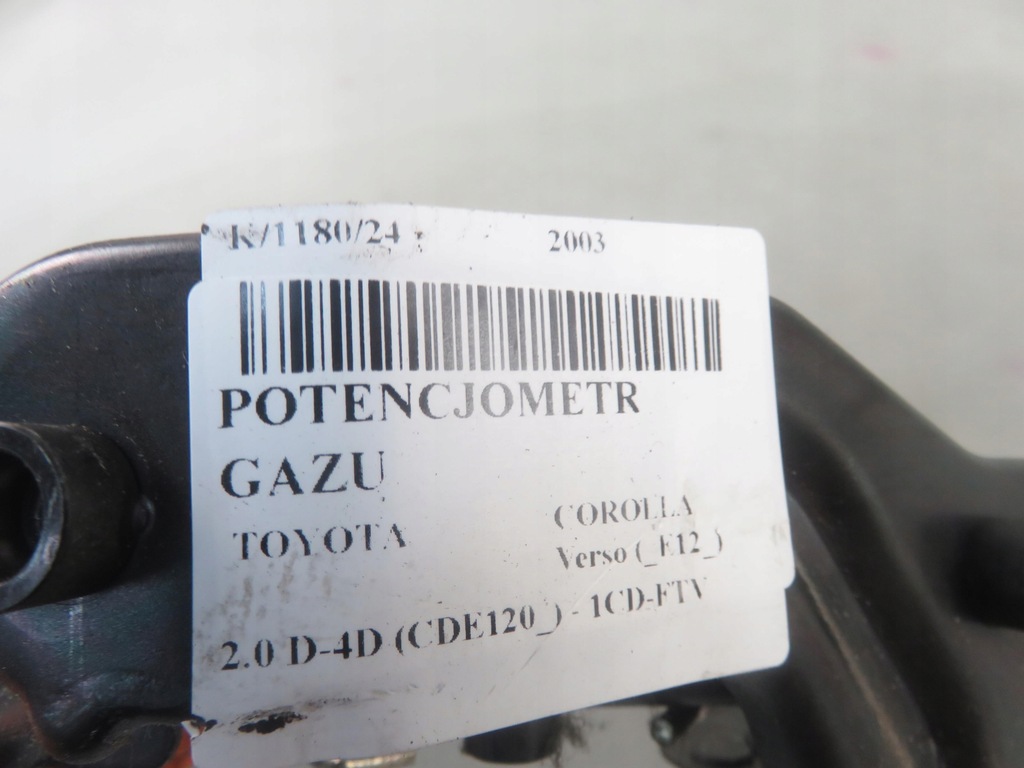 K/1180/24 2003
POTENCJOMETR
GAZU
TOYOTA COROLLA
Verso (_E12_)
2.0 D-4D (CDE120_) - 1CD-FTV